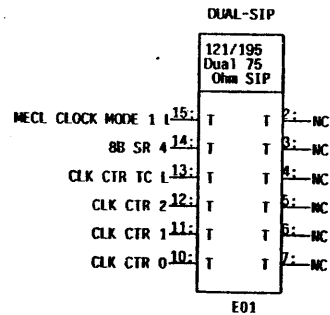 DUAL-SIP
121/195
Dual 75
Ohm SIP
MECL CLOCK MODE 1 L 15: T T 2: NC
8B SR 4 14: T T 3: NC
CLK CTR TC L 13: T T 4: NC
CLK CTR 2 12: T T 5: NC
CLK CTR 1 11: T T 6: NC
CLK CTR 0 10: T T 7: NC
E01